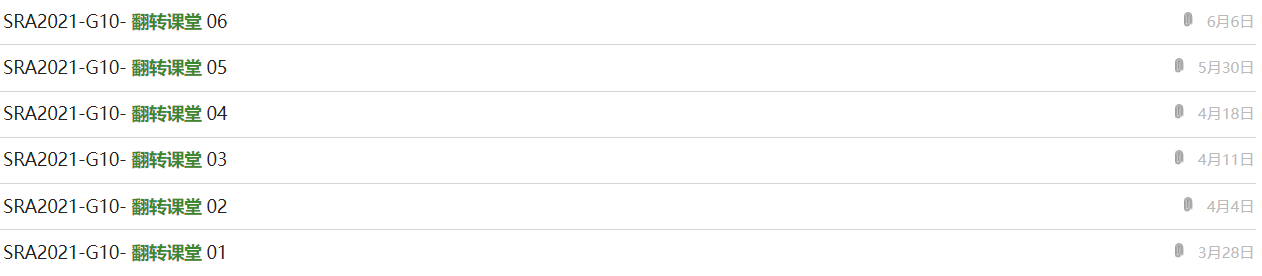 SRA2021-G10- 翻转课堂 06 6月6日
SRA2021-G10- 翻转课堂 05 5月30日
SRA2021-G10- 翻转课堂 04 4月18日
SRA2021-G10- 翻转课堂 03 4月11日
SRA2021-G10- 翻转课堂 02 4月4日
SRA2021-G10- 翻转课堂 01 3月28日